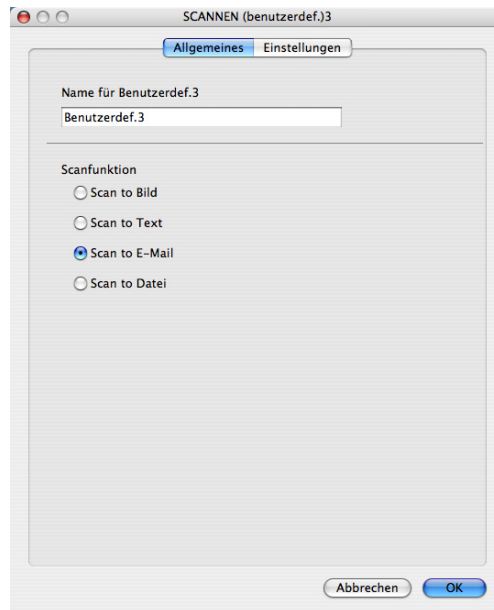 SCANNEN (benutzerdef.)3
Allgemeines Einstellungen
Name für Benutzerdef.3
Benutzerdef.3
Scanfunktion
Scan to Bild
Scan to Text
Scan to E-Mail
Scan to Datei
Abbrechen OK